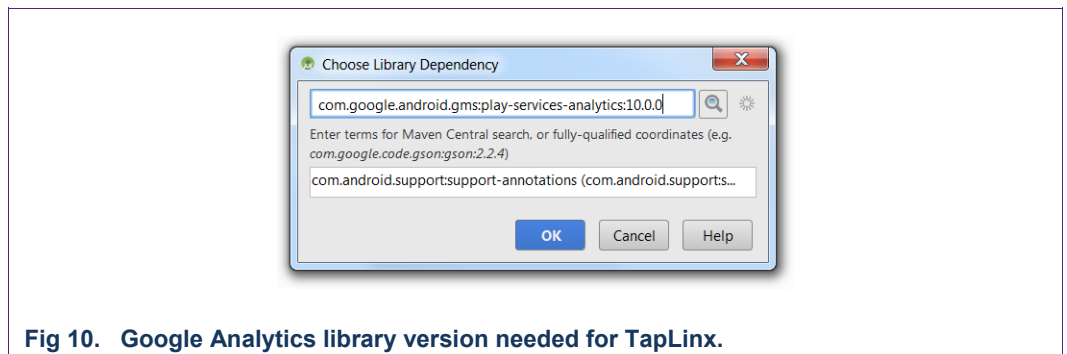 Choose Library Dependency
com.google.android.gms:play-services-analytics:10.0.0
Enter terms for Maven Central search, or fully-qualified coordinates (e.g.
com.google.code.gson:gson:2.2.4)
com.android.support:support-annotations (com.android.support:s...
OK Cancel Help
Fig 10. Google Analytics library version needed for TapLinx.